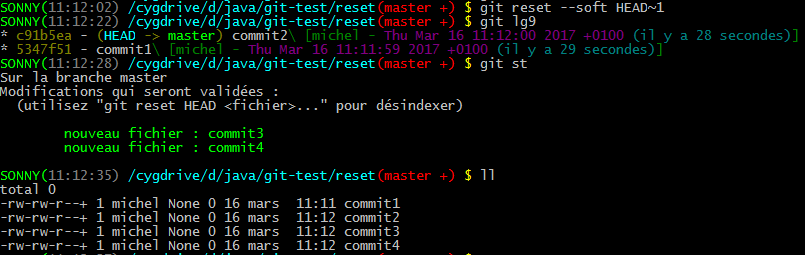 SONNY(11:12:02) /cygdrive/d/java/git-test/reset(master +) $ git reset --soft HEAD~1
SONNY(11:12:22) /cygdrive/d/java/git-test/reset(master +) $ git lg9
* c91b5ea - (HEAD -> master) commit2\ [michel - Thu Mar 16 11:12:00 2017 +0100 (il y a 28 secondes)]
* 5347f51 - commit1\ [michel - Thu Mar 16 11:11:59 2017 +0100 (il y a 29 secondes)]
SONNY(11:12:28) /cygdrive/d/java/git-test/reset(master +) $ git st
Sur la branche master
Modifications qui seront validées :
  (utilisez "git reset HEAD <fichier>..." pour désindexer)
        nouveau fichier : commit3
        nouveau fichier : commit4
SONNY(11:12:35) /cygdrive/d/java/git-test/reset(master +) $ ll
total 0
-rw-rw-r--+ 1 michel None 0 16 mars  11:11 commit1
-rw-rw-r--+ 1 michel None 0 16 mars  11:12 commit2
-rw-rw-r--+ 1 michel None 0 16 mars  11:12 commit3
-rw-rw-r--+ 1 michel None 0 16 mars  11:12 commit4